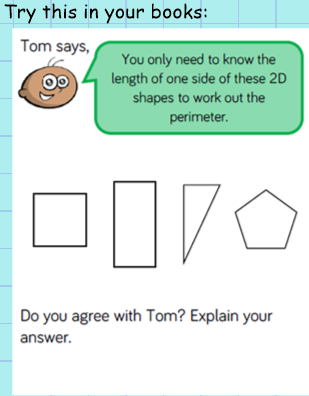 Try this in your books:
Tom says,
You only need to know the
length of one side of these 2D
shapes to work out the
perimeter.
Do you agree with Tom? Explain your
answer.